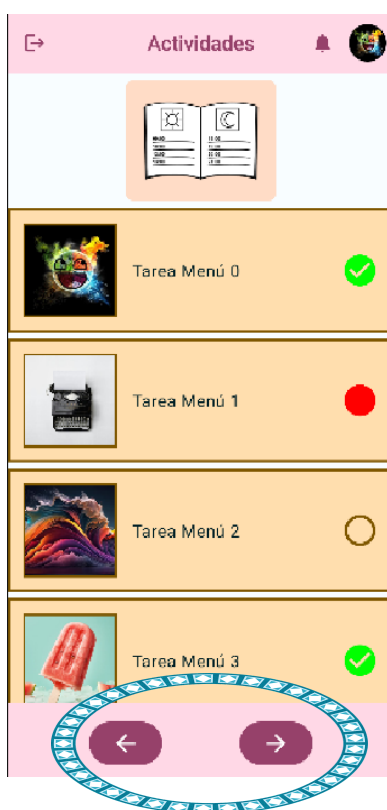 Actividades
Tarea Menú 0
Tarea Menú 1
Tarea Menú 2
Tarea Menú 3